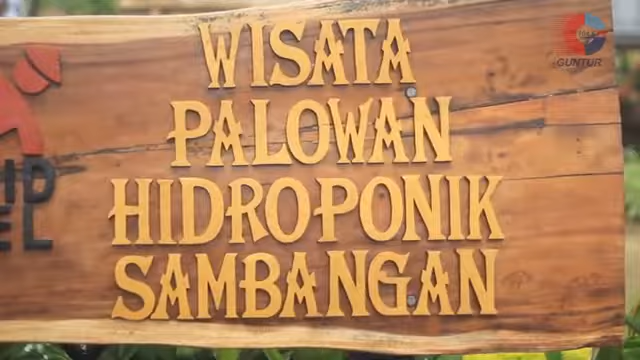 WISATA
PALOWAN
HIDROPONIK
SAMBANGAN
GUNTUR